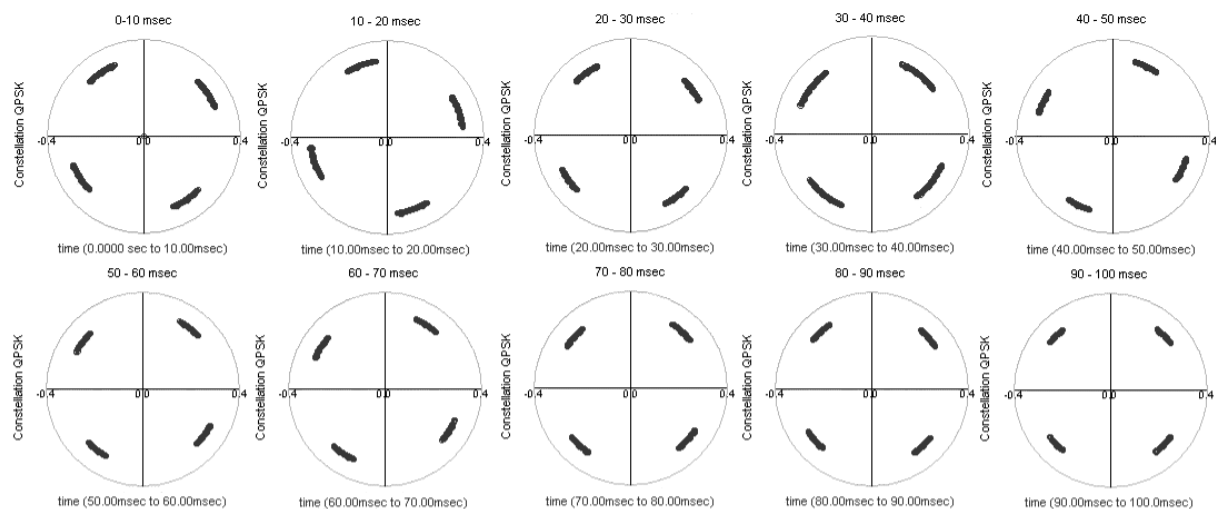 0-10 msec
10 - 20 msec
20 - 30 msec
30 - 40 msec
40 - 50 msec
Constellation QPSK
-0.4 0.0 0.4
Constellation QPSK
-0.4 0.0 0.4
Constellation QPSK
-0.4 0.0 0.4
Constellation QPSK
-0.4 0.0 0.4
Constellation QPSK
-0.4 0.0 0.4
time (0.0000 sec to 10.00msec)
time (10.00msec to 20.00msec)
time (20.00msec to 30.00msec)
time (30.00msec to 40.00msec)
time (40.00msec to 50.00msec)
50 - 60 msec
60 - 70 msec
70 - 80 msec
80 - 90 msec
90 - 100 msec
Constellation QPSK
-0.4 0.0 0.4
Constellation QPSK
-0.4 0.0 0.4
Constellation QPSK
-0.4 0.0 0.4
Constellation QPSK
-0.4 0.0 0.4
Constellation QPSK
-0.4 0.0 0.4
time (50.00msec to 60.00msec)
time (60.00msec to 70.00msec)
time (70.00msec to 80.00msec)
time (80.00msec to 90.00msec)
time (90.00msec to 100.0msec)